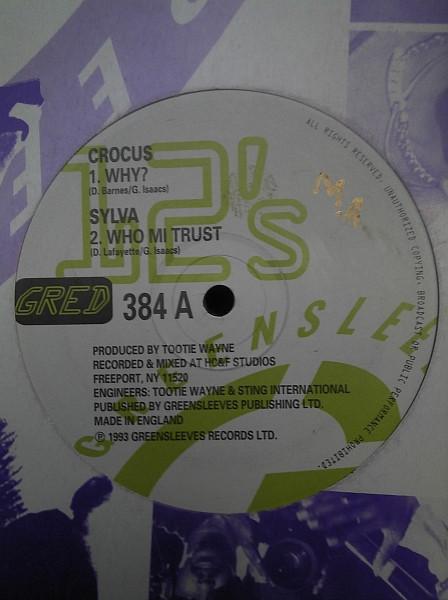 CROCUS
1. WHY?
(D. Barnes/G. Isaacs)
SYLVA
2. WHO MI TRUST
(D. Lafayette/G. Isaacs)
12's
GRED
384 A
PRODUCED BY TOOTIE WAYNE
RECORDED & MIXED AT HC&F STUDIOS
FREEPORT, NY 11520
ENGINEERS: TOOTIE WAYNE & STING INTERNATIONAL
PUBLISHED BY GREENSLEEVES PUBLISHING LTD.
MADE IN ENGLAND
℗ 1993 GREENSLEEVES RECORDS LTD.
ALL RIGHTS RESERVED. UNAUTHORIZED COPYING, BROADCAST OR PUBLIC PERFORMANCE PROHIBITED.